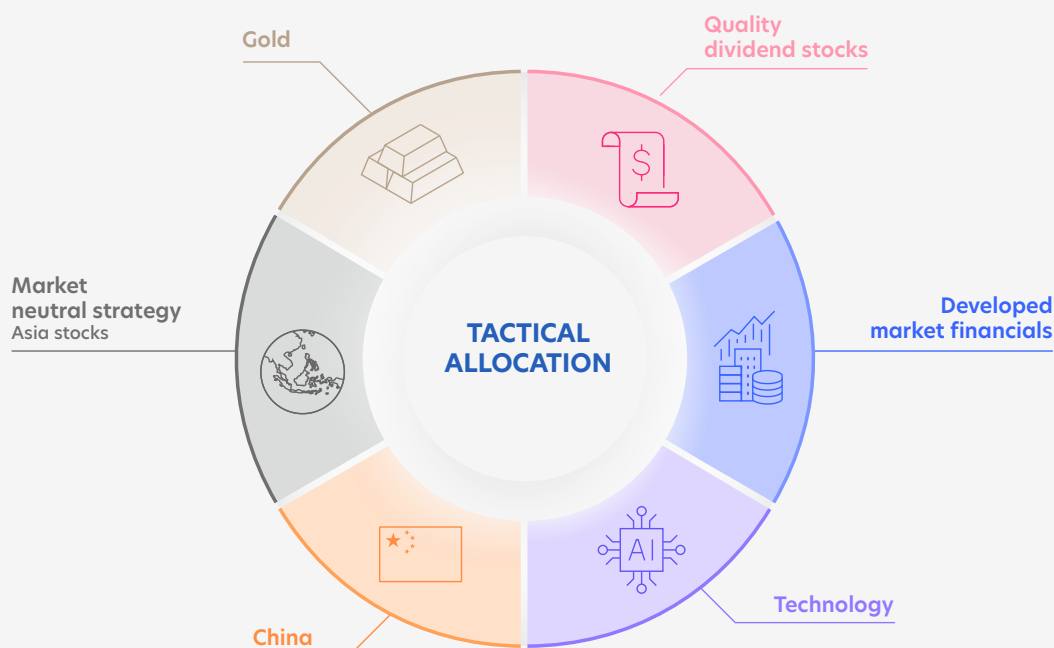 Gold
Quality
dividend stocks
$
Market
neutral strategy
Asia stocks
TACTICAL
ALLOCATION
Developed
market financials
AI
Technology
China